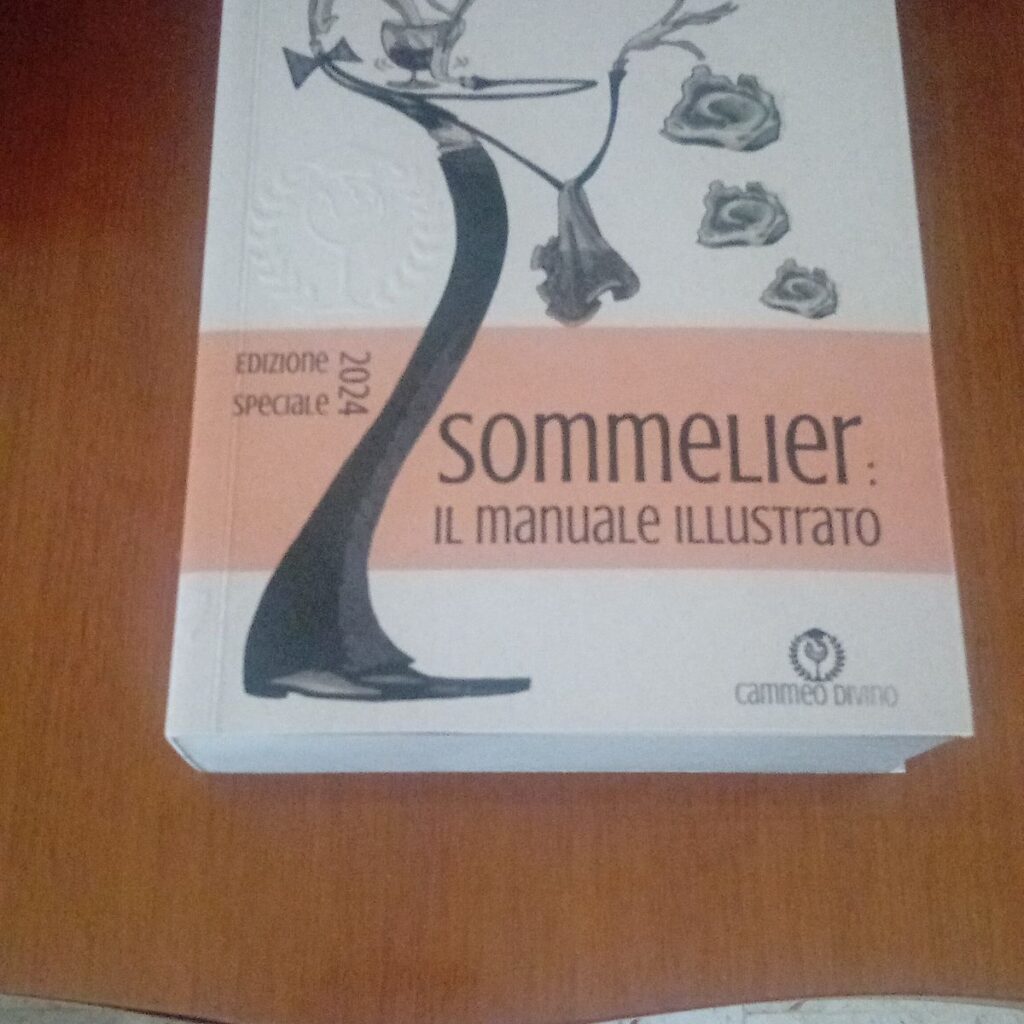 EDIZIONE
SPECIALE
2024
SOMMELIER:
IL MANUALE ILLUSTRATO
CAMMEO DIVINO